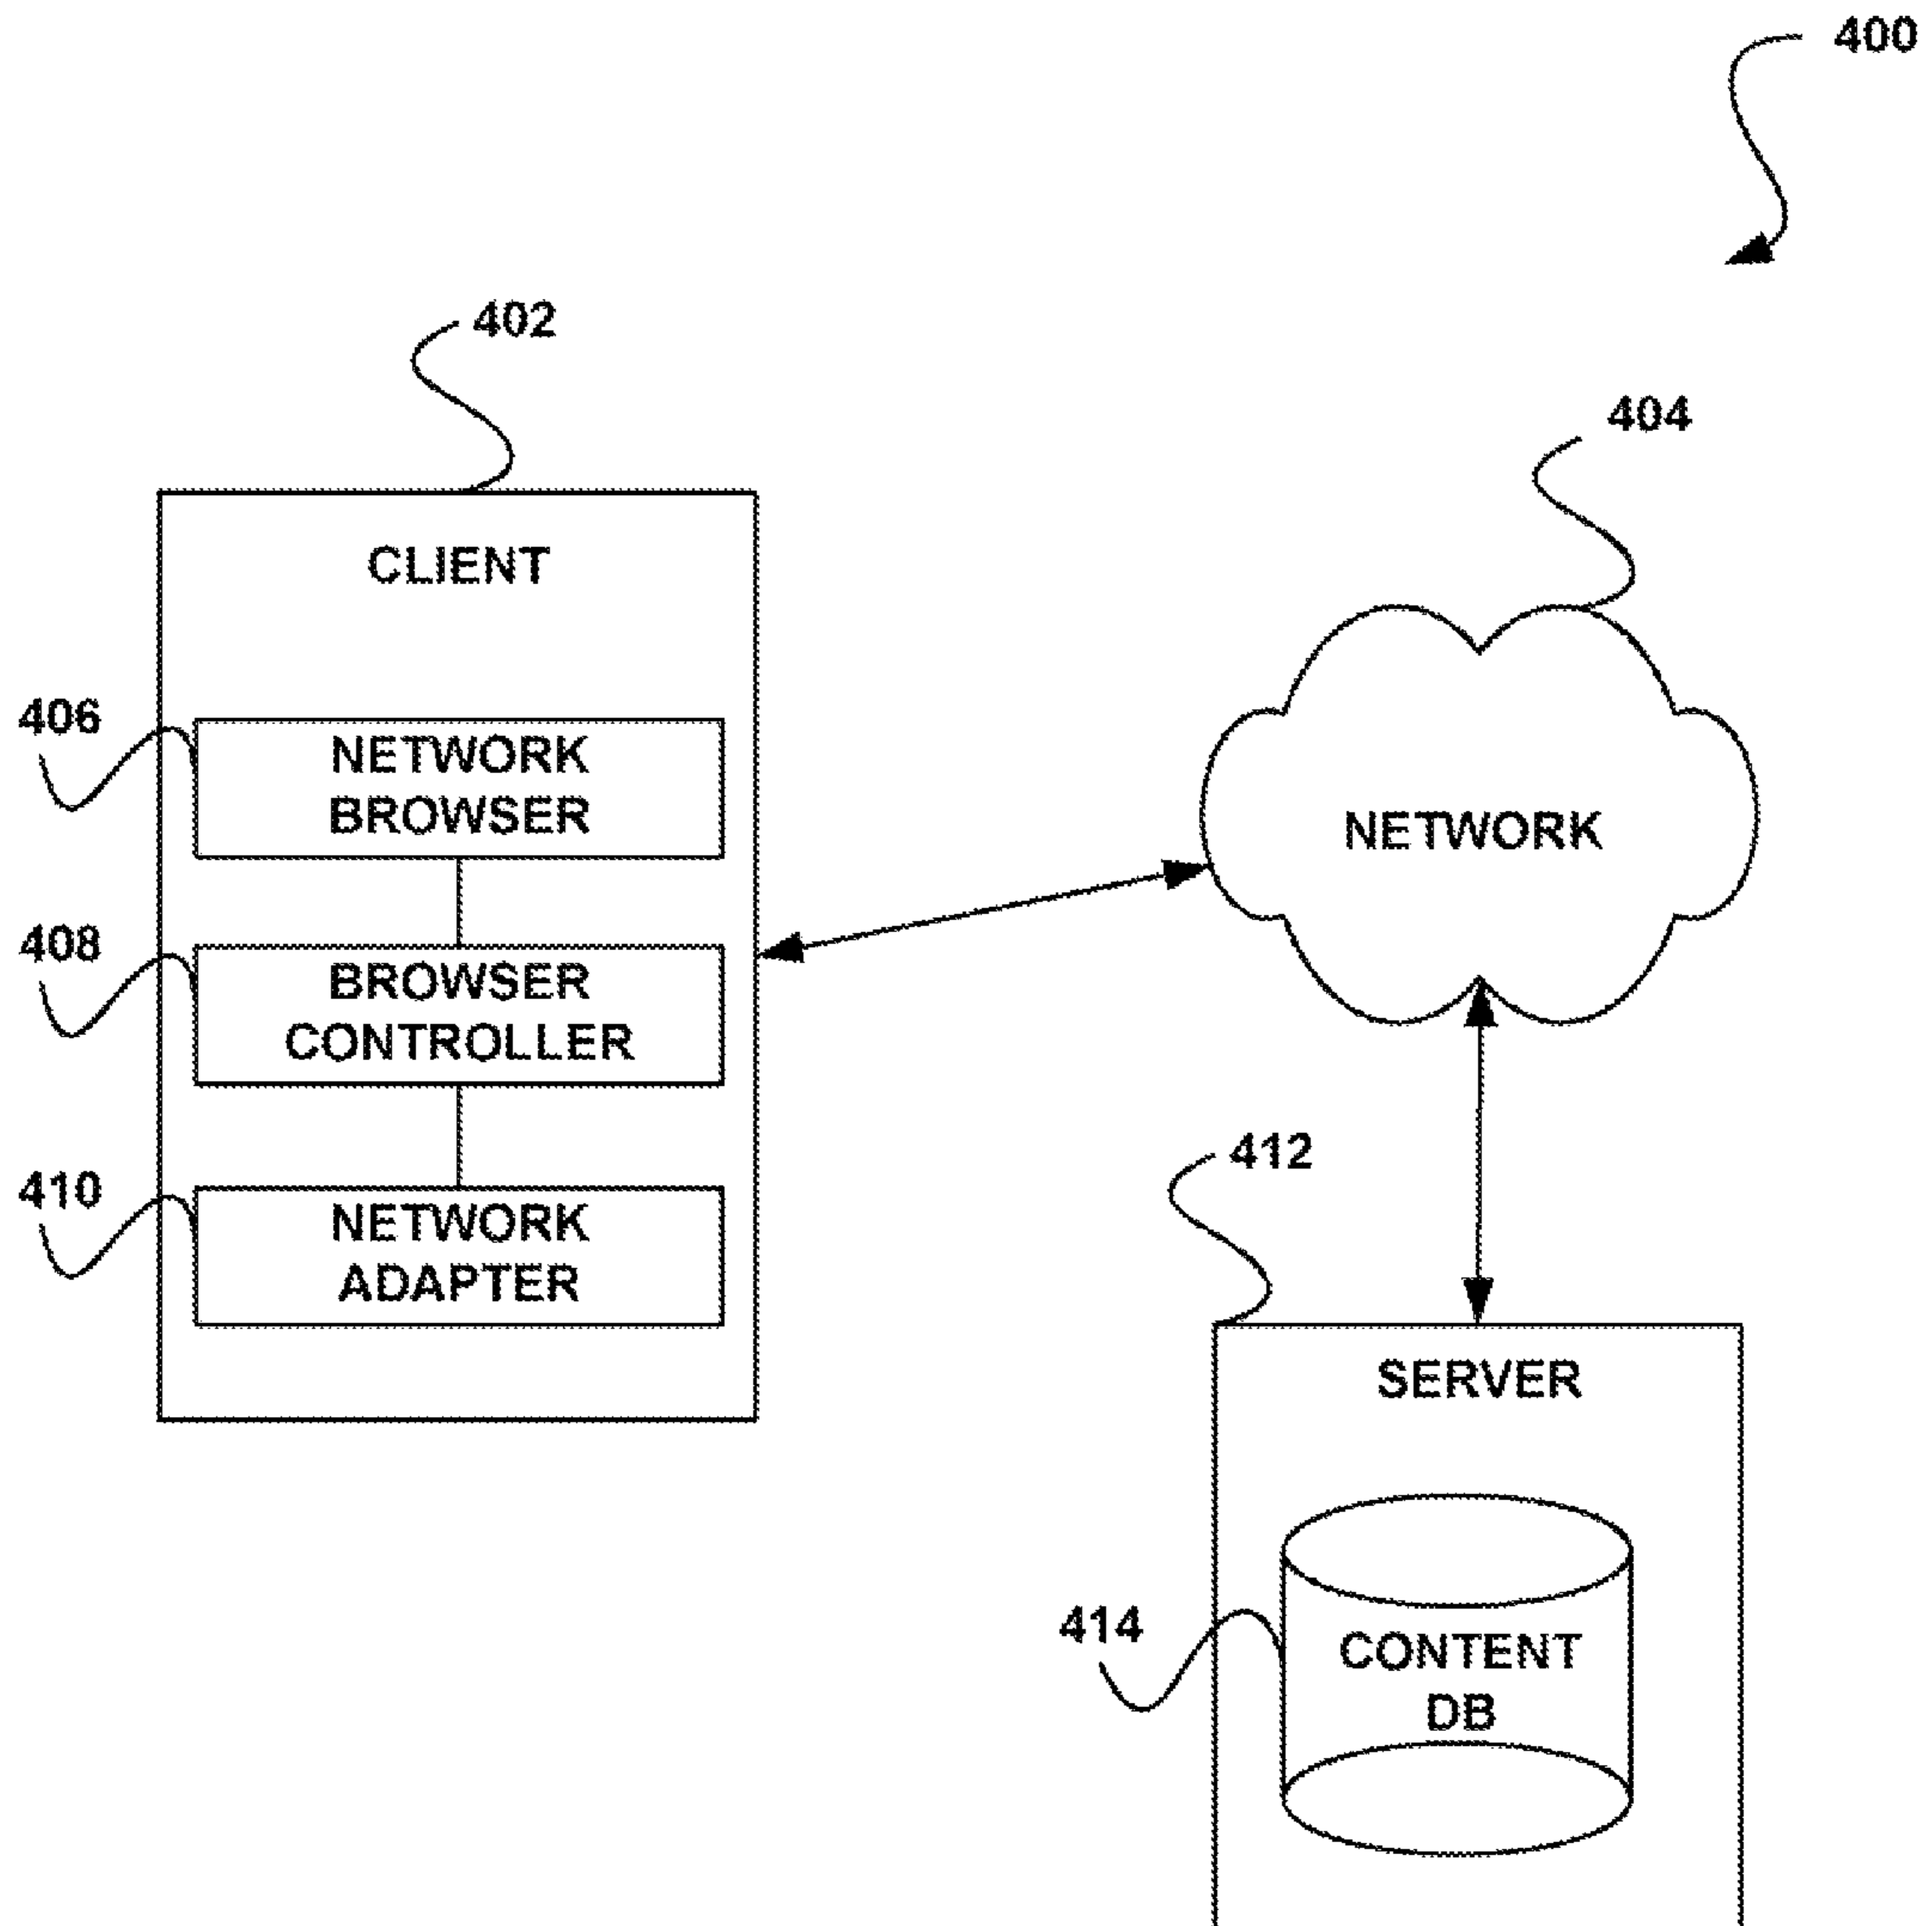 400
402
404
CLIENT
406
NETWORK
BROWSER
NETWORK
408
BROWSER
CONTROLLER
412
410
NETWORK
ADAPTER
SERVER
414
CONTENT
DB